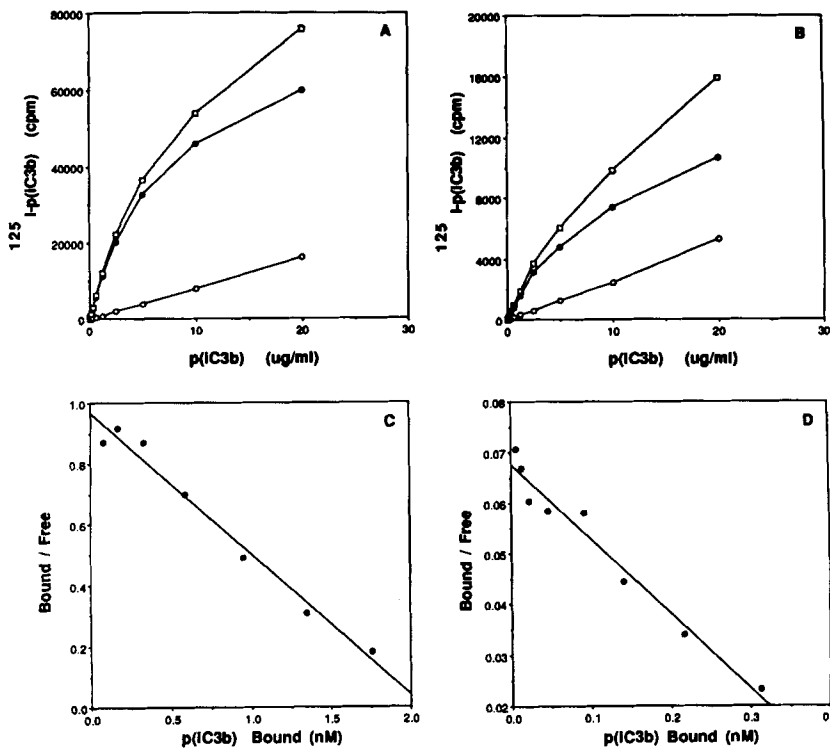 A
80000
60000
40000
20000
0
125 I-p(iC3b) (cpm)
0 10 20 30
p(iC3b) (ug/ml)
B
20000
16000
12000
8000
4000
0
125 I-p(iC3b) (cpm)
0 10 20 30
p(iC3b) (ug/ml)
C
1.0
0.8
0.6
0.4
0.2
0.0
Bound / Free
0.0 0.5 1.0 1.5 2.0
p(iC3b) Bound (nM)
D
0.08
0.07
0.06
0.05
0.04
0.03
0.02
Bound / Free
0.0 0.1 0.2 0.3 0
p(iC3b) Bound (nM)